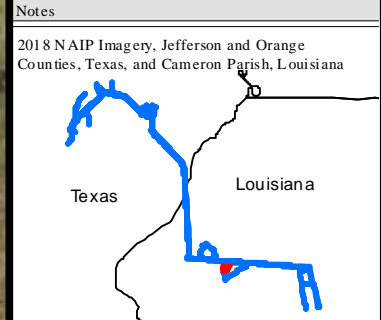 Notes
2018 NAIP Imagery, Jefferson and Orange
Counties, Texas, and Cameron Parish, Louisiana
Texas
Louisiana